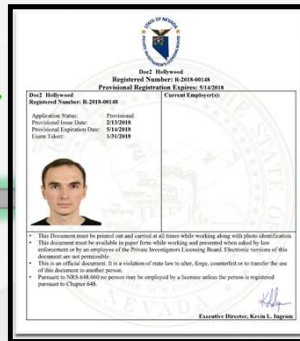 STATE OF NEVADA
Doc2 Hollywood
Registered Number: R-2018-00148
Provisional Registration Expires: 5/14/2018
Doc2 Hollywood
Current Employer(s):
Registered Number: R-2018-00148
Application Status: Provisional
Provisional Issue Date: 2/13/2018
Provisional Expiration Date: 5/14/2018
Exam Taken: 1/31/2018
• This Document must be printed out and carried at all times while working along with photo identification.
• This document must be available in paper form while working and presented when asked by law
enforcement or by an employee of the Private Investigators Licensing Board. Electronic versions of this
document are not permissible.
• This is an official document. It is a violation of state law to alter, forge, counterfeit or to transfer the use
of this document to another person.
• Pursuant to NRS 648.060 no person may be employed by a licensee unless the person is registered
pursuant to Chapter 648.
Executive Director, Kevin L. Ingram